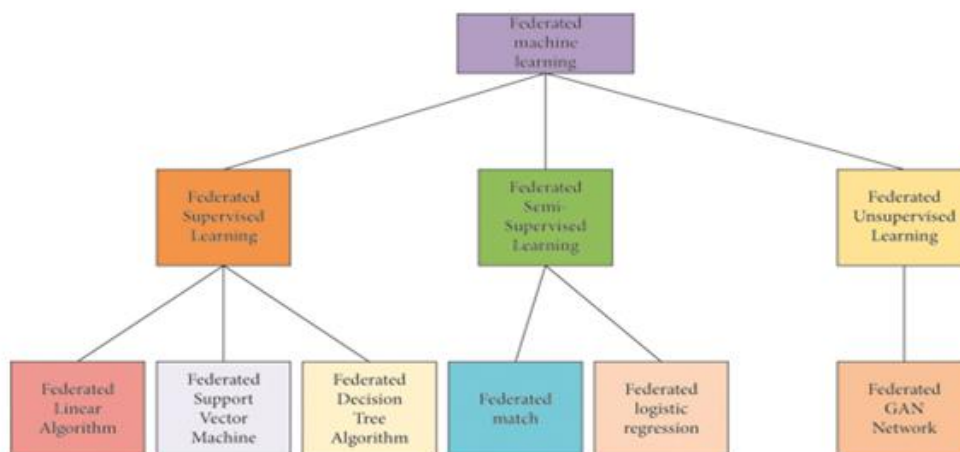 Federated
machine
learning
Federated
Supervised
Learning
Federated
Semi-
Supervised
Learning
Federated
Unsupervised
Learning
Federated
Linear
Algorithm
Federated
Support
Vector
Machine
Federated
Decision
Tree
Algorithm
Federated
match
Federated
logistic
regression
Federated
GAN
Network